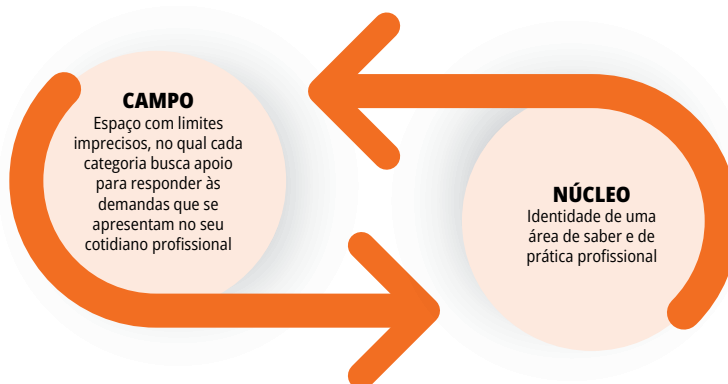 CAMPO
Espaço com limites
imprecisos, no qual cada
categoria busca apoio
para responder às
demandas que se
apresentam no seu
cotidiano profissional
NÚCLEO
Identidade de uma
área de saber e de
prática profissional